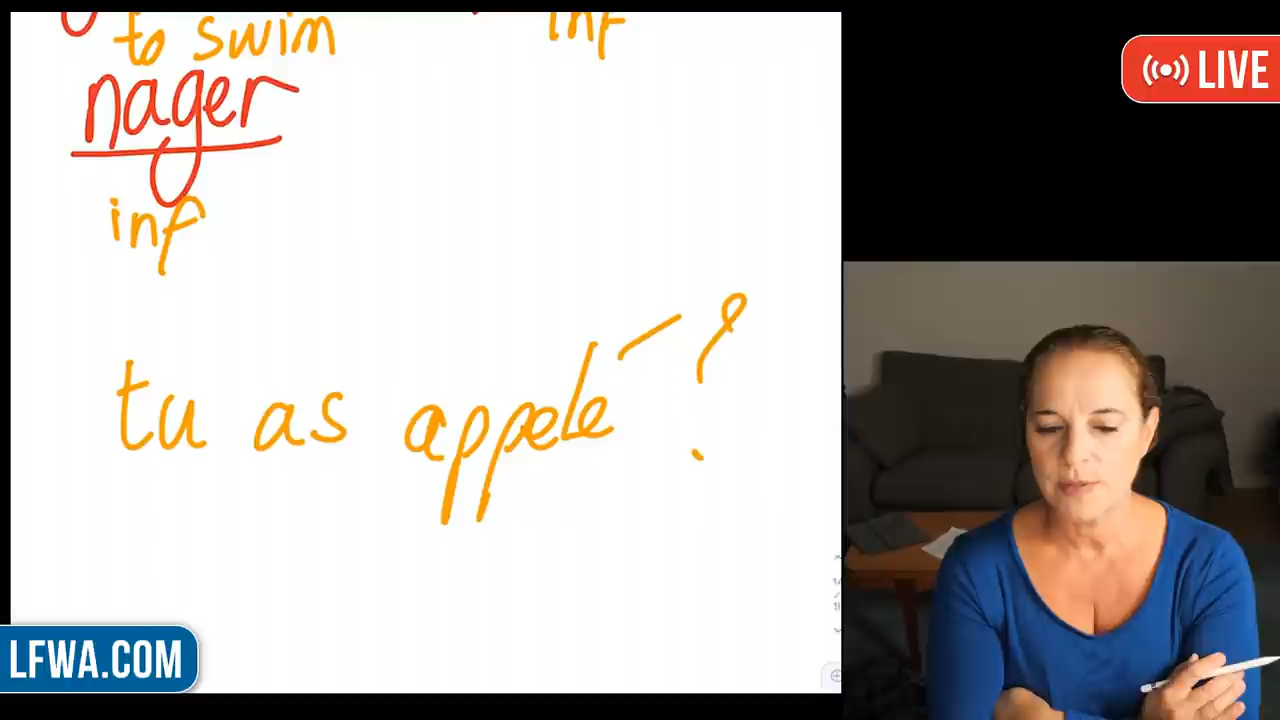 to swim inf
nager
inf
tu as appelé ?
LIVE
LFWA.COM